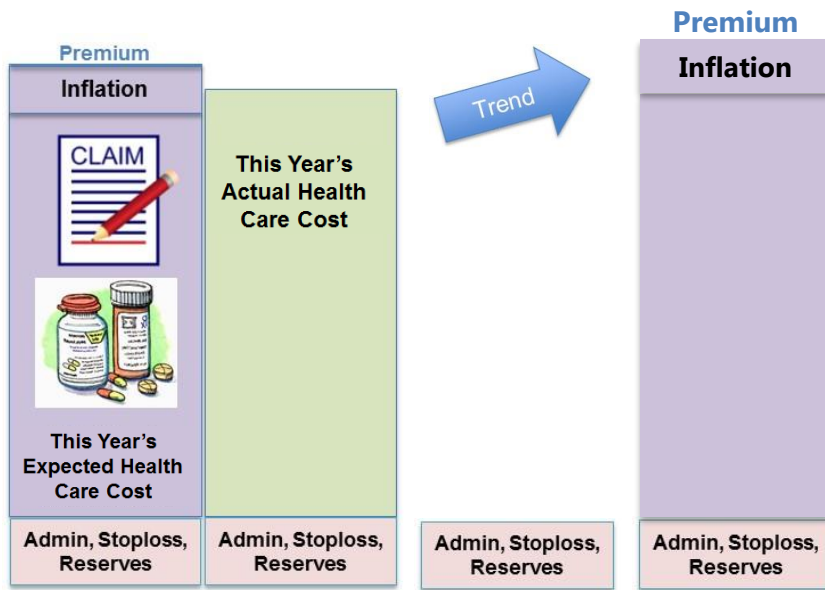 Premium
Inflation
CLAIM
This Year's
Expected Health
Care Cost
Admin, Stoploss,
Reserves
This Year's
Actual Health
Care Cost
Admin, Stoploss,
Reserves
Trend
Admin, Stoploss,
Reserves
Premium
Inflation
Admin, Stoploss,
Reserves